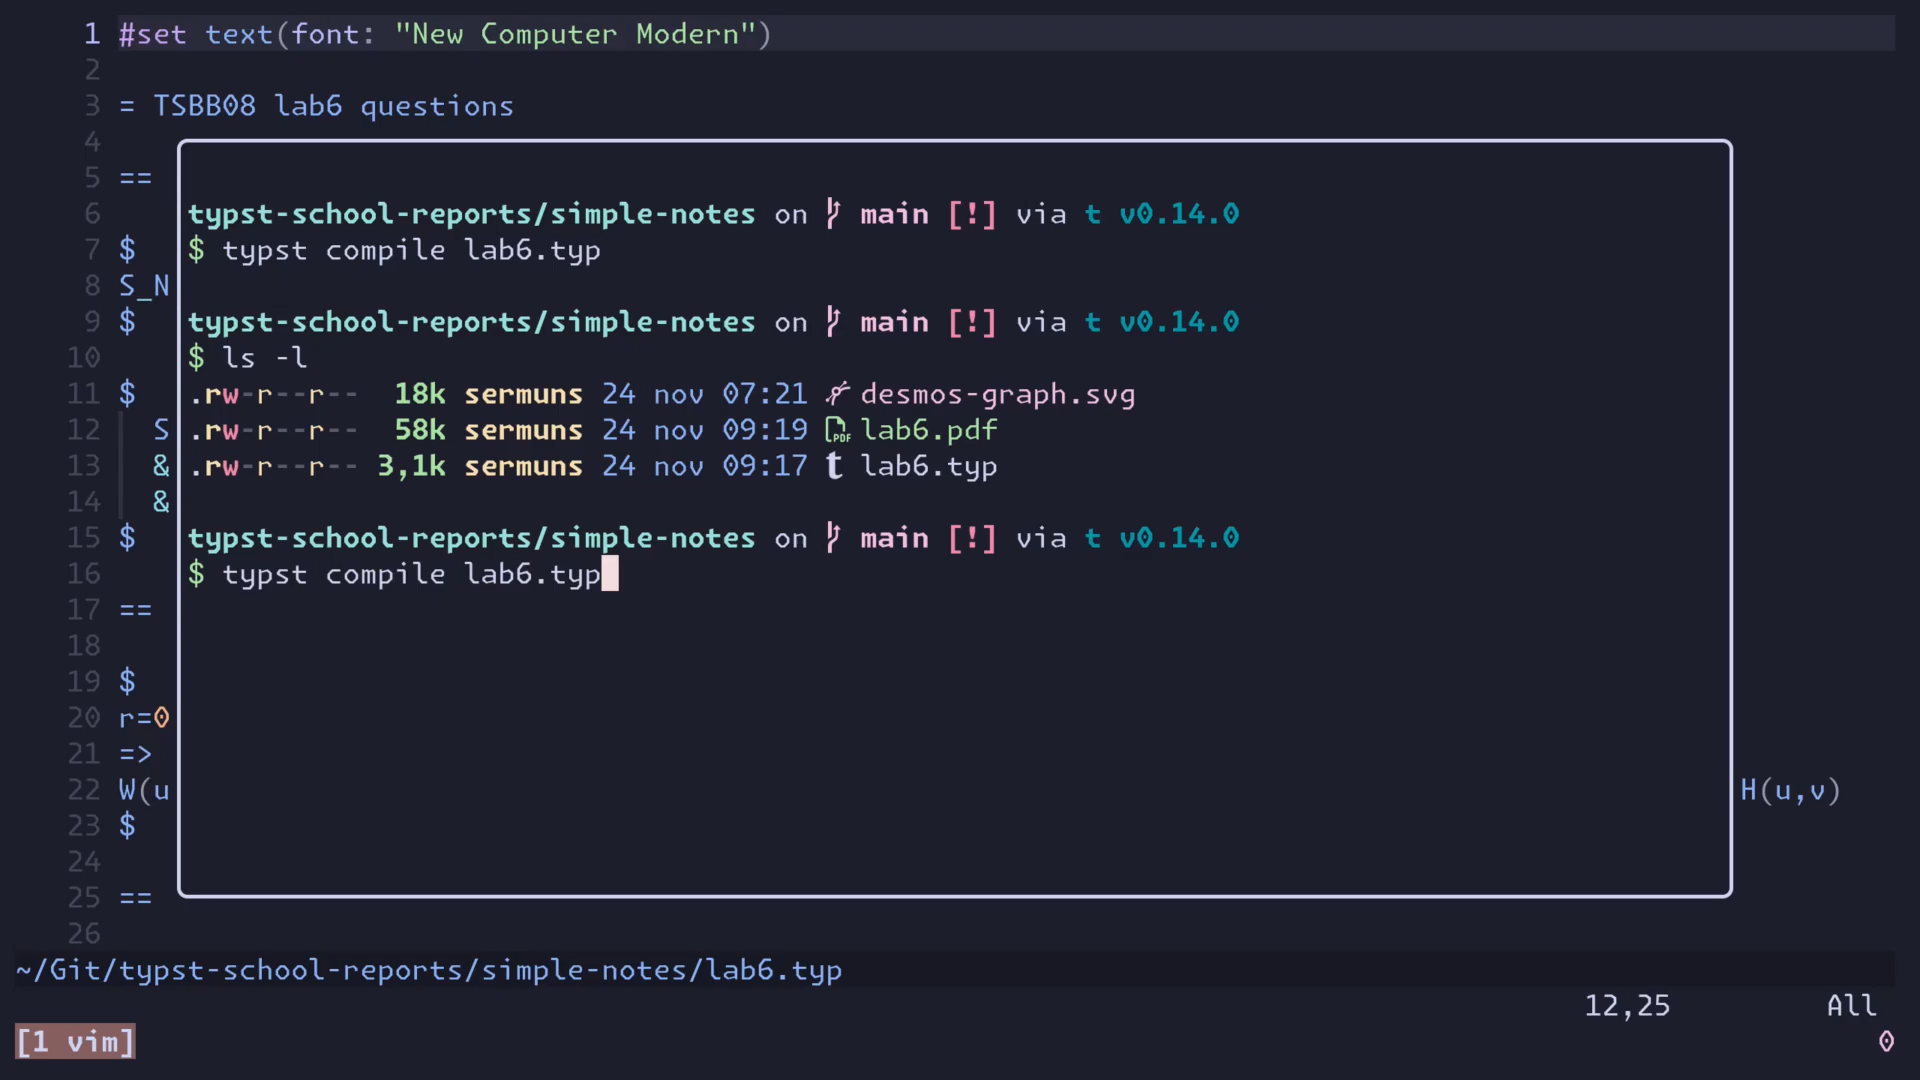 1 #set text(font: "New Computer Modern")
2
3 = TSBB08 lab6 questions
4
5 ==
6 typst-school-reports/simple-notes on main [!] via t v0.14.0
7 $ $ typst compile lab6.typ
8 S_N
9 $ typst-school-reports/simple-notes on main [!] via t v0.14.0
10 $ ls -l
11 $ .rw-r--r-- 18k sermuns 24 nov 07:21 desmos-graph.svg
12 S .rw-r--r-- 58k sermuns 24 nov 09:19 PDF lab6.pdf
13 & .rw-r--r-- 3,1k sermuns 24 nov 09:17 t lab6.typ
14 &
15 $ typst-school-reports/simple-notes on main [!] via t v0.14.0
16 $ typst compile lab6.typ
17 ==
18
19 $
20 r=0
21 =>
22 W(u H(u,v)
23 $
24
25 ==
26
~/Git/typst-school-reports/simple-notes/lab6.typ
12,25 All
[1 vim] 0